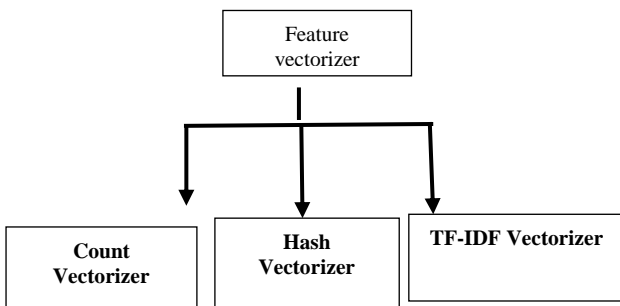 Feature
vectorizer
Count
Vectorizer
Hash
Vectorizer
TF-IDF Vectorizer